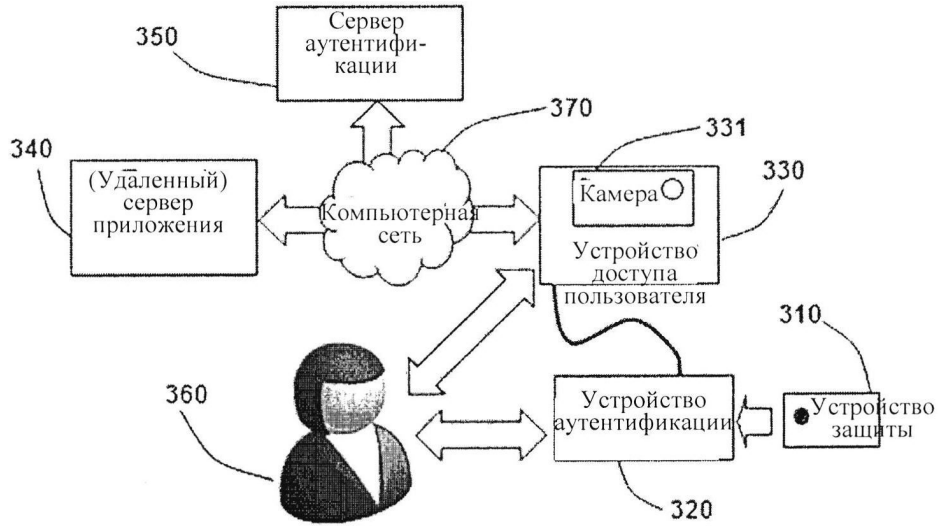 350
Сервер
аутентифи-
кации
340
(Удаленный)
сервер
приложения
370
Компьютерная
сеть
331
Камера
330
Устройство
доступа
пользователя
310
Устройство
защиты
360
Устройство
аутентификации
320